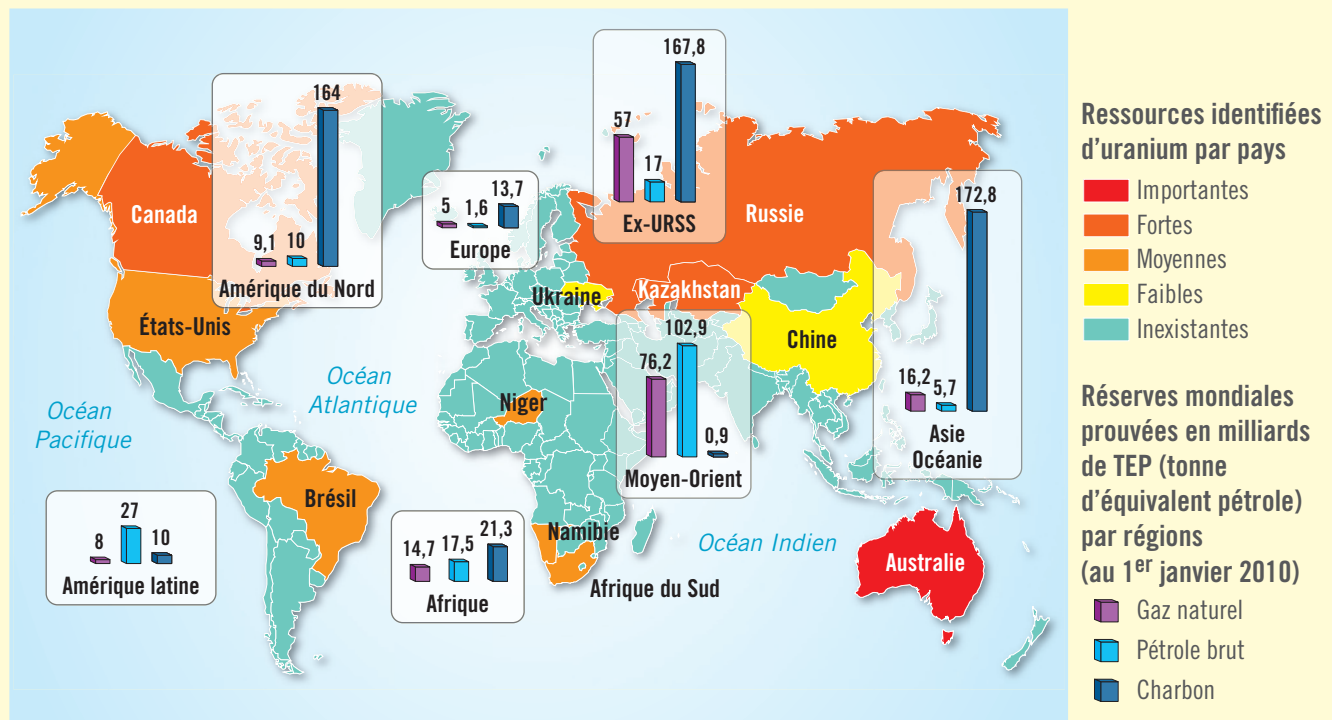 164
Canada
9,1
10
Amérique du Nord
États-Unis
Océan
Pacifique
Océan
Atlantique
5
1,6
13,7
Europe
57
17
167,8
Ex-URSS
Russie
Ukraine
Kazakhstan
Chine
172,8
16,2
5,7
Asie
Océanie
76,2
102,9
0,9
Moyen-Orient
Niger
Brésil
8
27
10
Amérique latine
14,7
17,5
21,3
Afrique
Namibie
Afrique du Sud
Océan Indien
Australie
Ressources identifiées
d'uranium par pays
Importantes
Fortes
Moyennes
Faibles
Inexistantes
Réserves mondiales
prouvées en milliards
de TEP (tonne
d'équivalent pétrole)
par régions
(au 1er janvier 2010)
Gaz naturel
Pétrole brut
Charbon